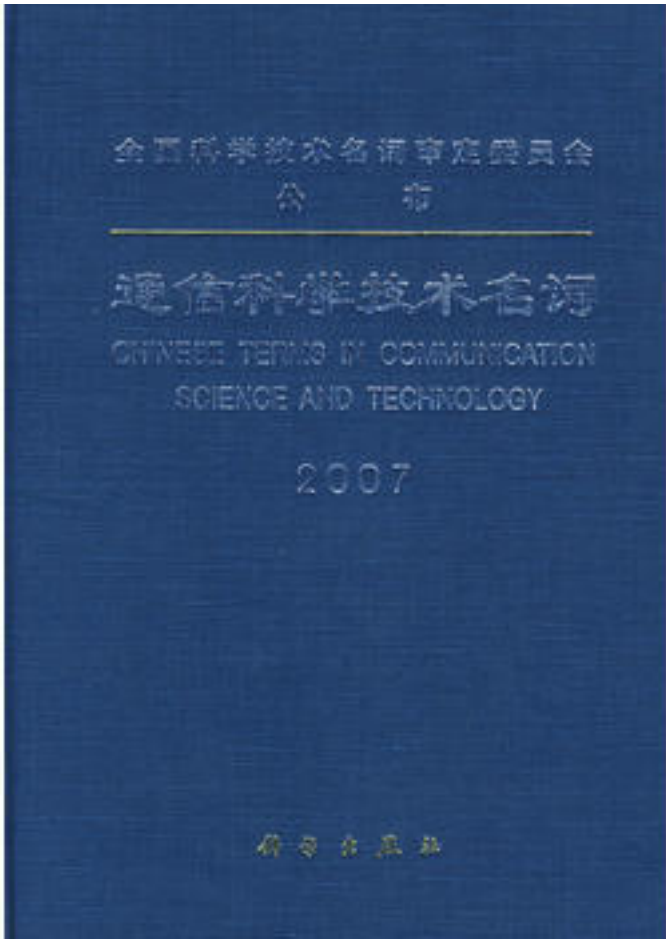 全国科学技术名词审定委员会
公 布
通信科学技术名词
CHINESE TERMS IN COMMUNICATION
SCIENCE AND TECHNOLOGY
2007
科学出版社